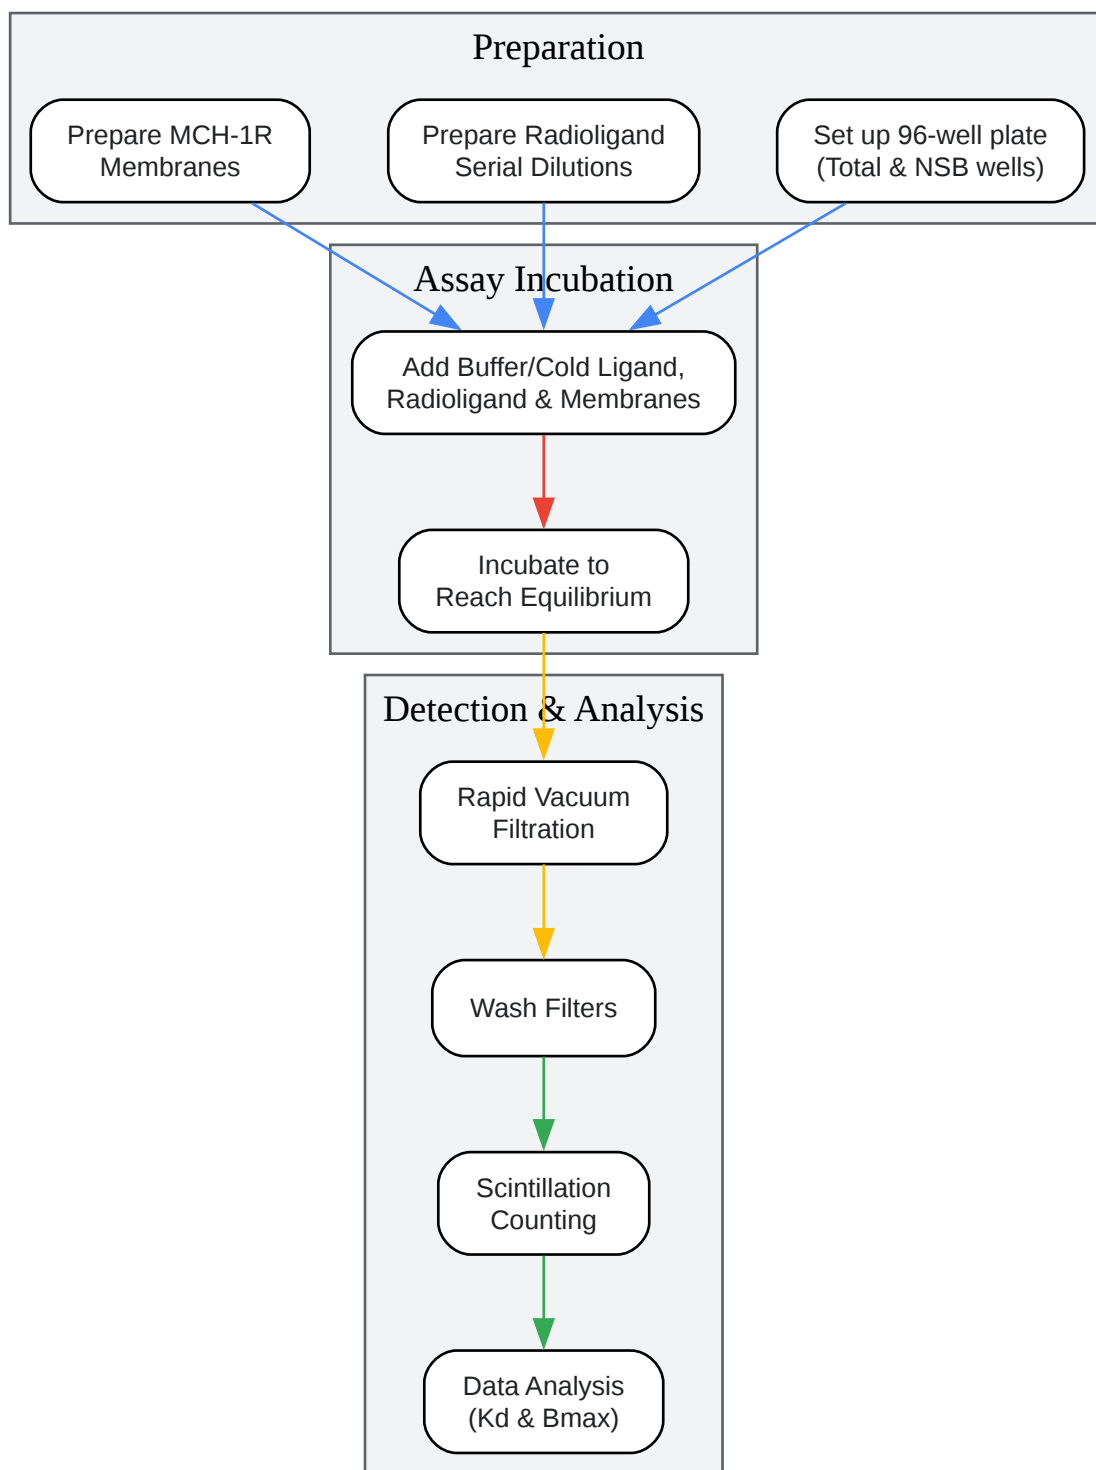 Preparation
Prepare MCH-1R
Membranes
Prepare Radioligand
Serial Dilutions
Set up 96-well plate
(Total & NSB wells)
Assay Incubation
Add Buffer/Cold Ligand,
Radioligand & Membranes
Incubate to
Reach Equilibrium
Detection & Analysis
Rapid Vacuum
Filtration
Wash Filters
Scintillation
Counting
Data Analysis
(Kd & Bmax)